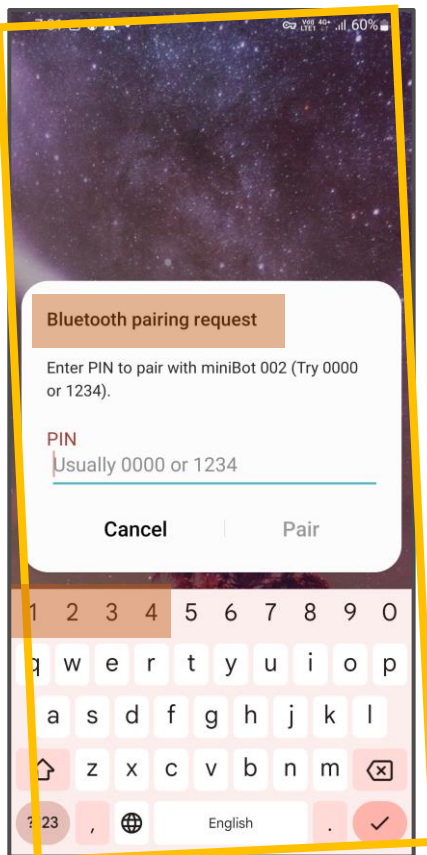 60%
Bluetooth pairing request
Enter PIN to pair with miniBot 002 (Try 0000
or 1234).
PIN
Usually 0000 or 1234
Cancel Pair
1 2 3 4 5 6 7 8 9 0
q w e r t y u i o p
a s d f g h j k l
z x c v b n m
, English .